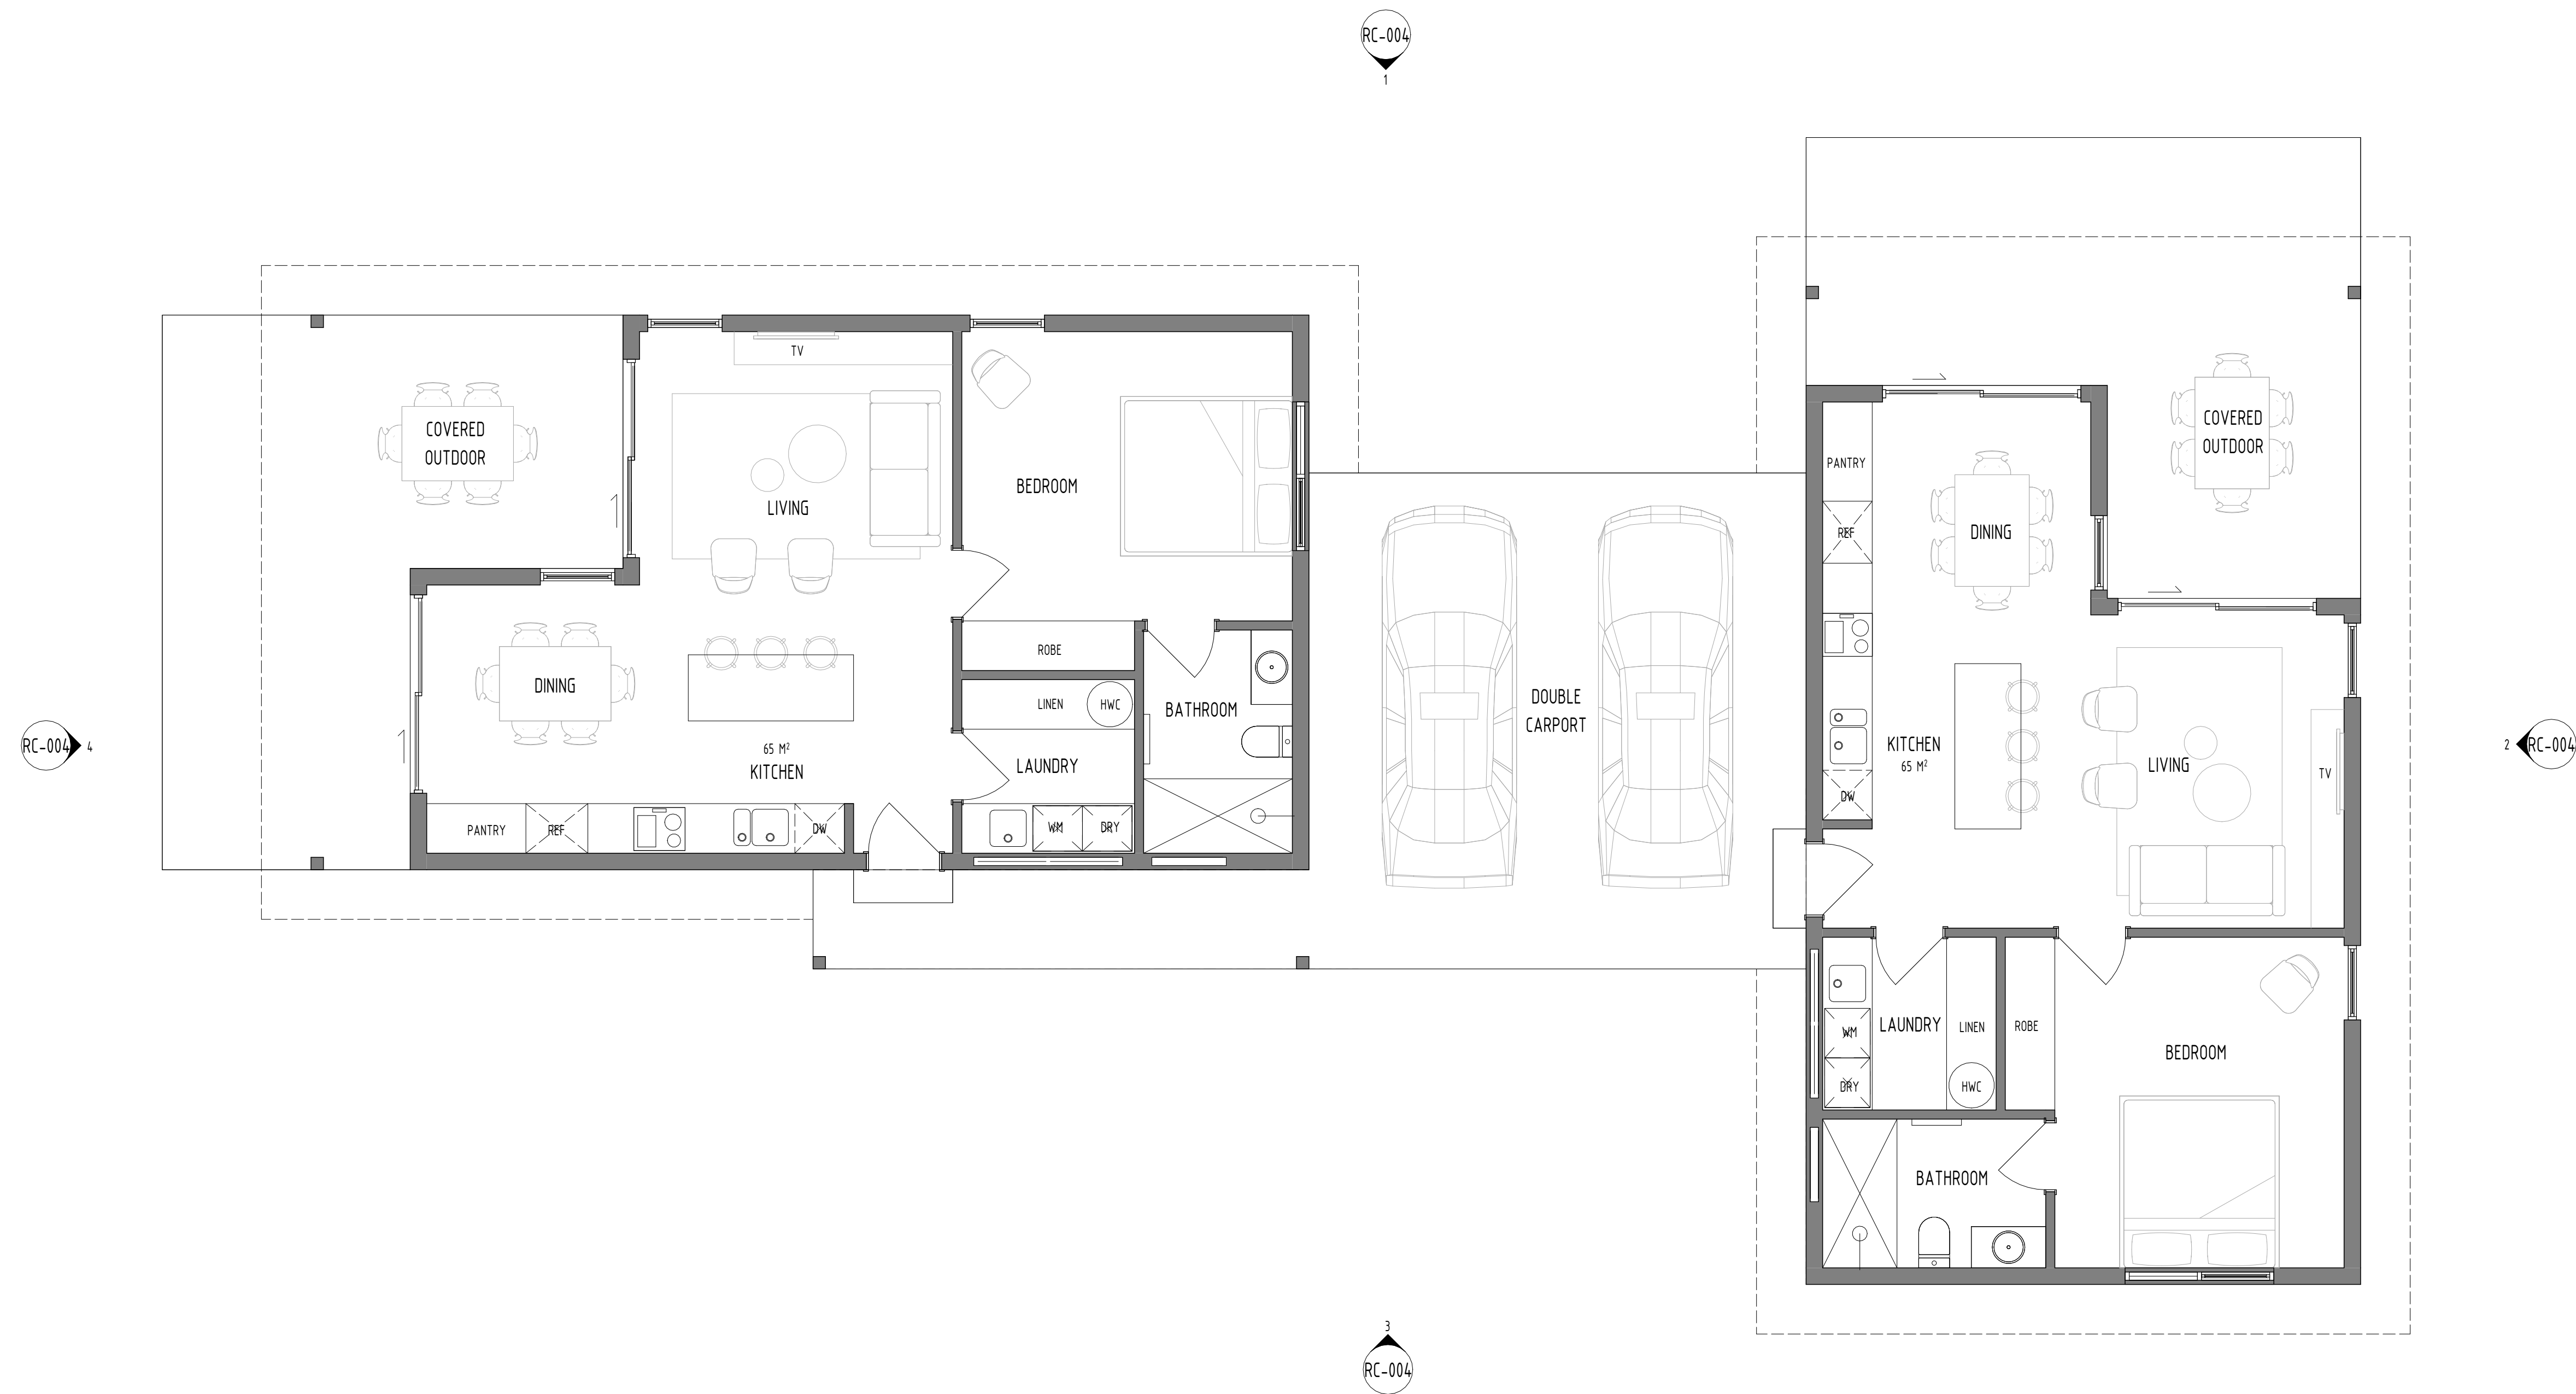 RC-004
1
TV
COVERED
OUTDOOR
LIVING
BEDROOM
ROBE
DINING
LINEN
HWC
BATHROOM
65 M²
KITCHEN
LAUNDRY
PANTRY
REF
DW
WM
DRY
RC-004
4
DOUBLE
CARPORT
COVERED
OUTDOOR
PANTRY
REF
DINING
KITCHEN
65 M²
LIVING
TV
DW
2
RC-004
WM
LAUNDRY
LINEN
ROBE
BEDROOM
DRY
HWC
BATHROOM
3
RC-004